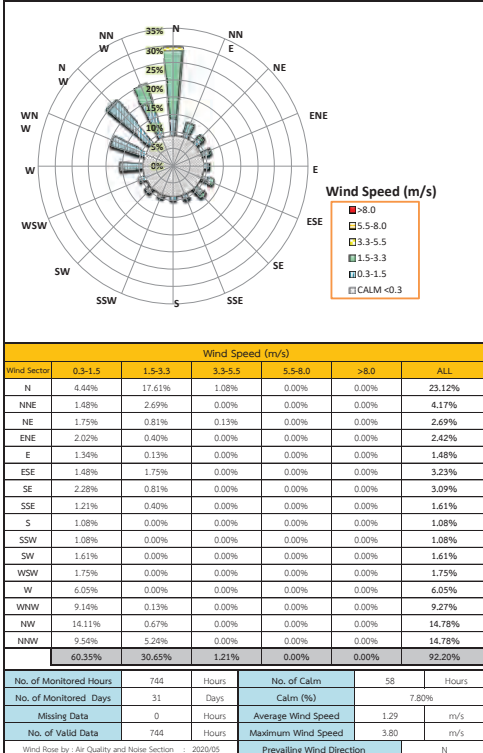 35%
30%
25%
20%
15%
10%
5%
0%
N
NN
E
NE
ENE
E
ESE
SE
SSE
S
SSW
SW
WSW
W
WN
W
N
W
NN
W
Wind Speed (m/s)
>8.0
5.5-8.0
3.3-5.5
1.5-3.3
0.3-1.5
CALM <0.3
Wind Speed (m/s)
Wind Sector 0.3-1.5 1.5-3.3 3.3-5.5 5.5-8.0 >8.0 ALL
N 4.44% 17.61% 1.08% 0.00% 0.00% 23.12%
NNE 1.48% 2.69% 0.00% 0.00% 0.00% 4.17%
NE 1.75% 0.81% 0.13% 0.00% 0.00% 2.69%
ENE 2.02% 0.40% 0.00% 0.00% 0.00% 2.42%
E 1.34% 0.13% 0.00% 0.00% 0.00% 1.48%
ESE 1.48% 1.75% 0.00% 0.00% 0.00% 3.23%
SE 2.28% 0.81% 0.00% 0.00% 0.00% 3.09%
SSE 1.21% 0.40% 0.00% 0.00% 0.00% 1.61%
S 1.08% 0.00% 0.00% 0.00% 0.00% 1.08%
SSW 1.08% 0.00% 0.00% 0.00% 0.00% 1.08%
SW 1.61% 0.00% 0.00% 0.00% 0.00% 1.61%
WSW 1.75% 0.00% 0.00% 0.00% 0.00% 1.75%
W 6.05% 0.00% 0.00% 0.00% 0.00% 6.05%
WNW 9.14% 0.13% 0.00% 0.00% 0.00% 9.27%
NW 14.11% 0.67% 0.00% 0.00% 0.00% 14.78%
NNW 9.54% 5.24% 0.00% 0.00% 0.00% 14.78%
60.35% 30.65% 1.21% 0.00% 0.00% 92.20%
No. of Monitored Hours 744 Hours No. of Calm 58 Hours
No. of Monitored Days 31 Days Calm (%) 7.80%
Missing Data 0 Hours Average Wind Speed 1.29 m/s
No. of Valid Data 744 Hours Maximum Wind Speed 3.80 m/s
Wind Rose by : Air Quality and Noise Section : 2020/05 Prevailing Wind Direction N